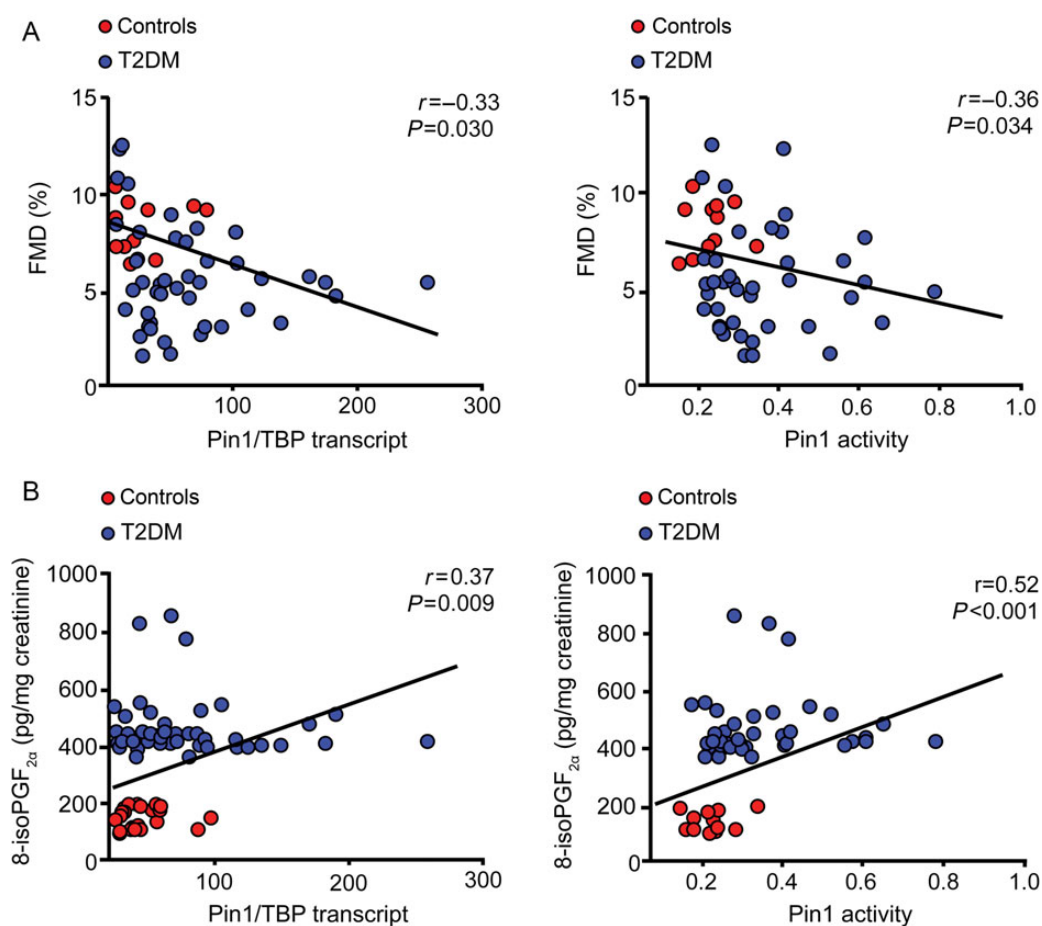 A
Controls
T2DM
r=–0.33
P=0.030
15
10
5
0
FMD (%)
100
200
300
Pin1/TBP transcript
Controls
T2DM
r=–0.36
P=0.034
15
10
5
0
FMD (%)
0.2
0.4
0.6
0.8
1.0
Pin1 activity
B
Controls
T2DM
r=0.37
P=0.009
1000
800
600
400
200
0
8-isoPGF2α (pg/mg creatinine)
100
200
300
Pin1/TBP transcript
Controls
T2DM
r=0.52
P<0.001
1000
800
600
400
200
0
8-isoPGF2α (pg/mg creatinine)
0.2
0.4
0.6
0.8
1.0
Pin1 activity